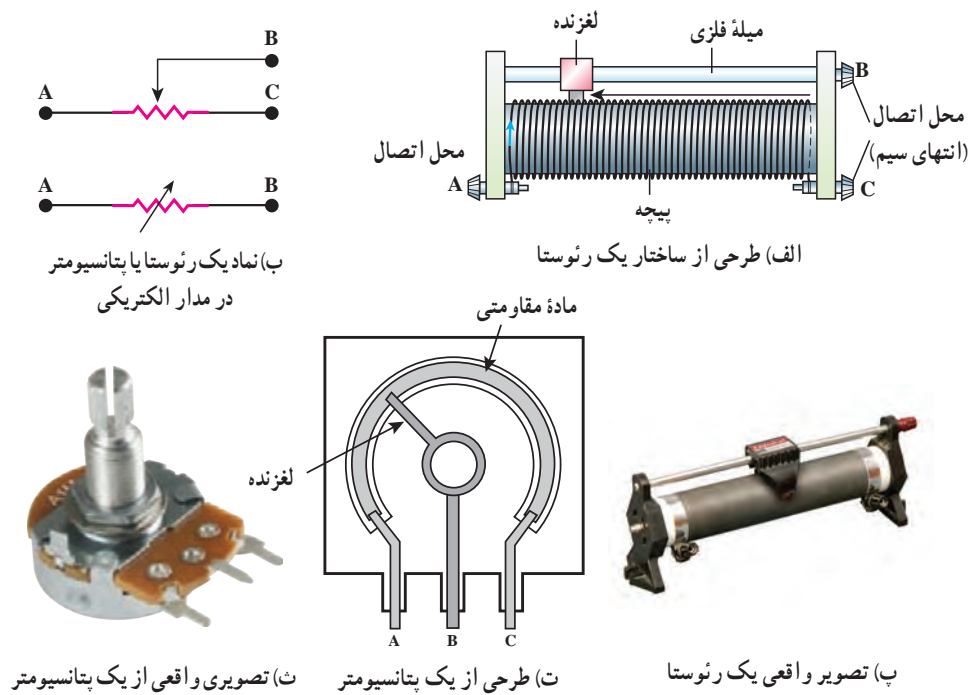 لغزنده
میلهٔ فلزی
B
محل اتصال
(انتهای سیم)
C
محل اتصال
A
پیچه
الف) طرحی از ساختار یک رئوستا
B
A
C
A
B
ب) نماد یک رئوستا یا پتانسیومتر
در مدار الکتریکی
مادهٔ مقاومتی
لغزنده
A
B
C
پ) تصویر واقعی یک رئوستا
ت) طرحی از یک پتانسیومتر
ث) تصویری واقعی از یک پتانسیومتر